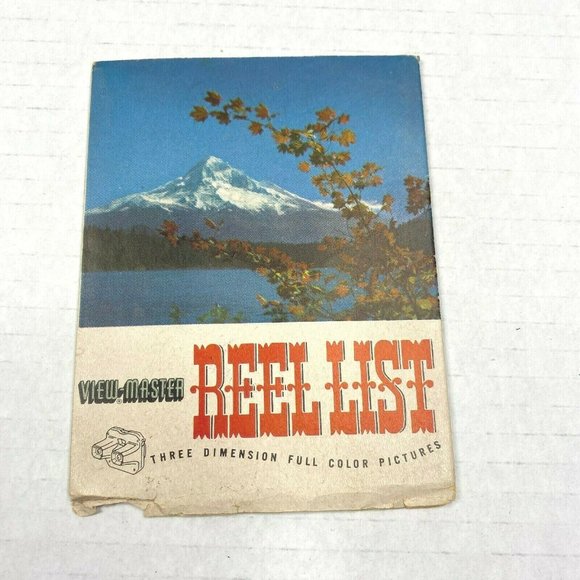 VIEW-MASTER REEL LIST
THREE DIMENSION FULL COLOR PICTURES